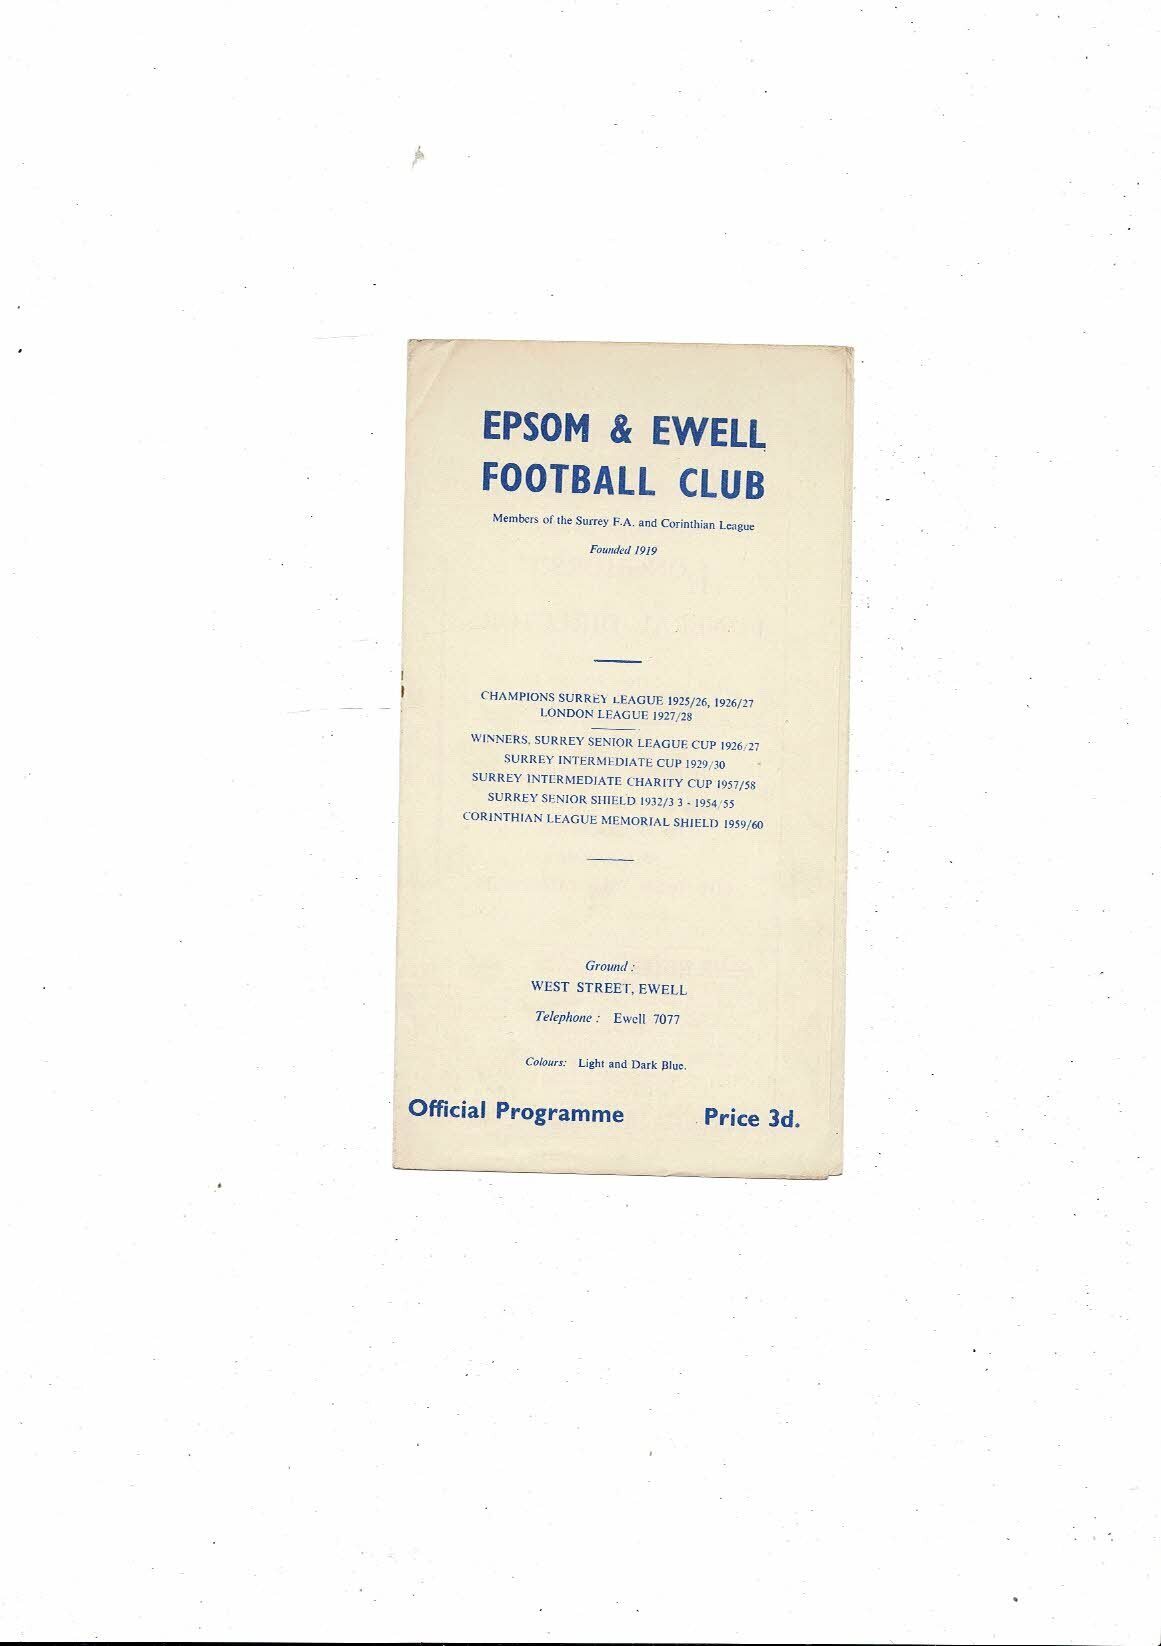 EPSOM & EWELL
FOOTBALL CLUB
Members of the Surrey F.A. and Corinthian League
Founded 1919
CHAMPIONS SURREY LEAGUE 1925/26, 1926/27
LONDON LEAGUE 1927/28
WINNERS, SURREY SENIOR LEAGUE CUP 1926/27
SURREY INTERMEDIATE CUP 1929/30
SURREY INTERMEDIATE CHARITY CUP 1957/58
SURREY SENIOR SHIELD 1932/3 3 - 1954/55
CORINTHIAN LEAGUE MEMORIAL SHIELD 1959/60
Ground :
WEST STREET, EWELL
Telephone : Ewell 7077
Colours: Light and Dark Blue.
Official Programme Price 3d.